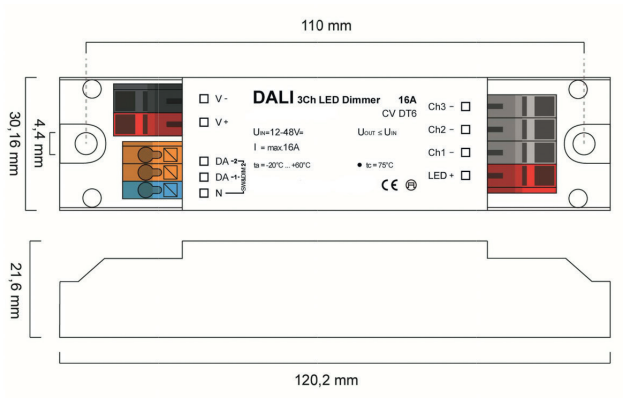 110 mm
30,16 mm
4,4 mm
V -
V +
DA -2-
DA -1-
N
DALI 3Ch LED Dimmer 16A
CV DT6
UIN=12-48V= UOUT ≤ UIN
I = max.16A
ta = -20°C ... +60°C • tc = 75°C
CE
Ch3 -
Ch2 -
Ch1 -
LED +
21,6 mm
120,2 mm